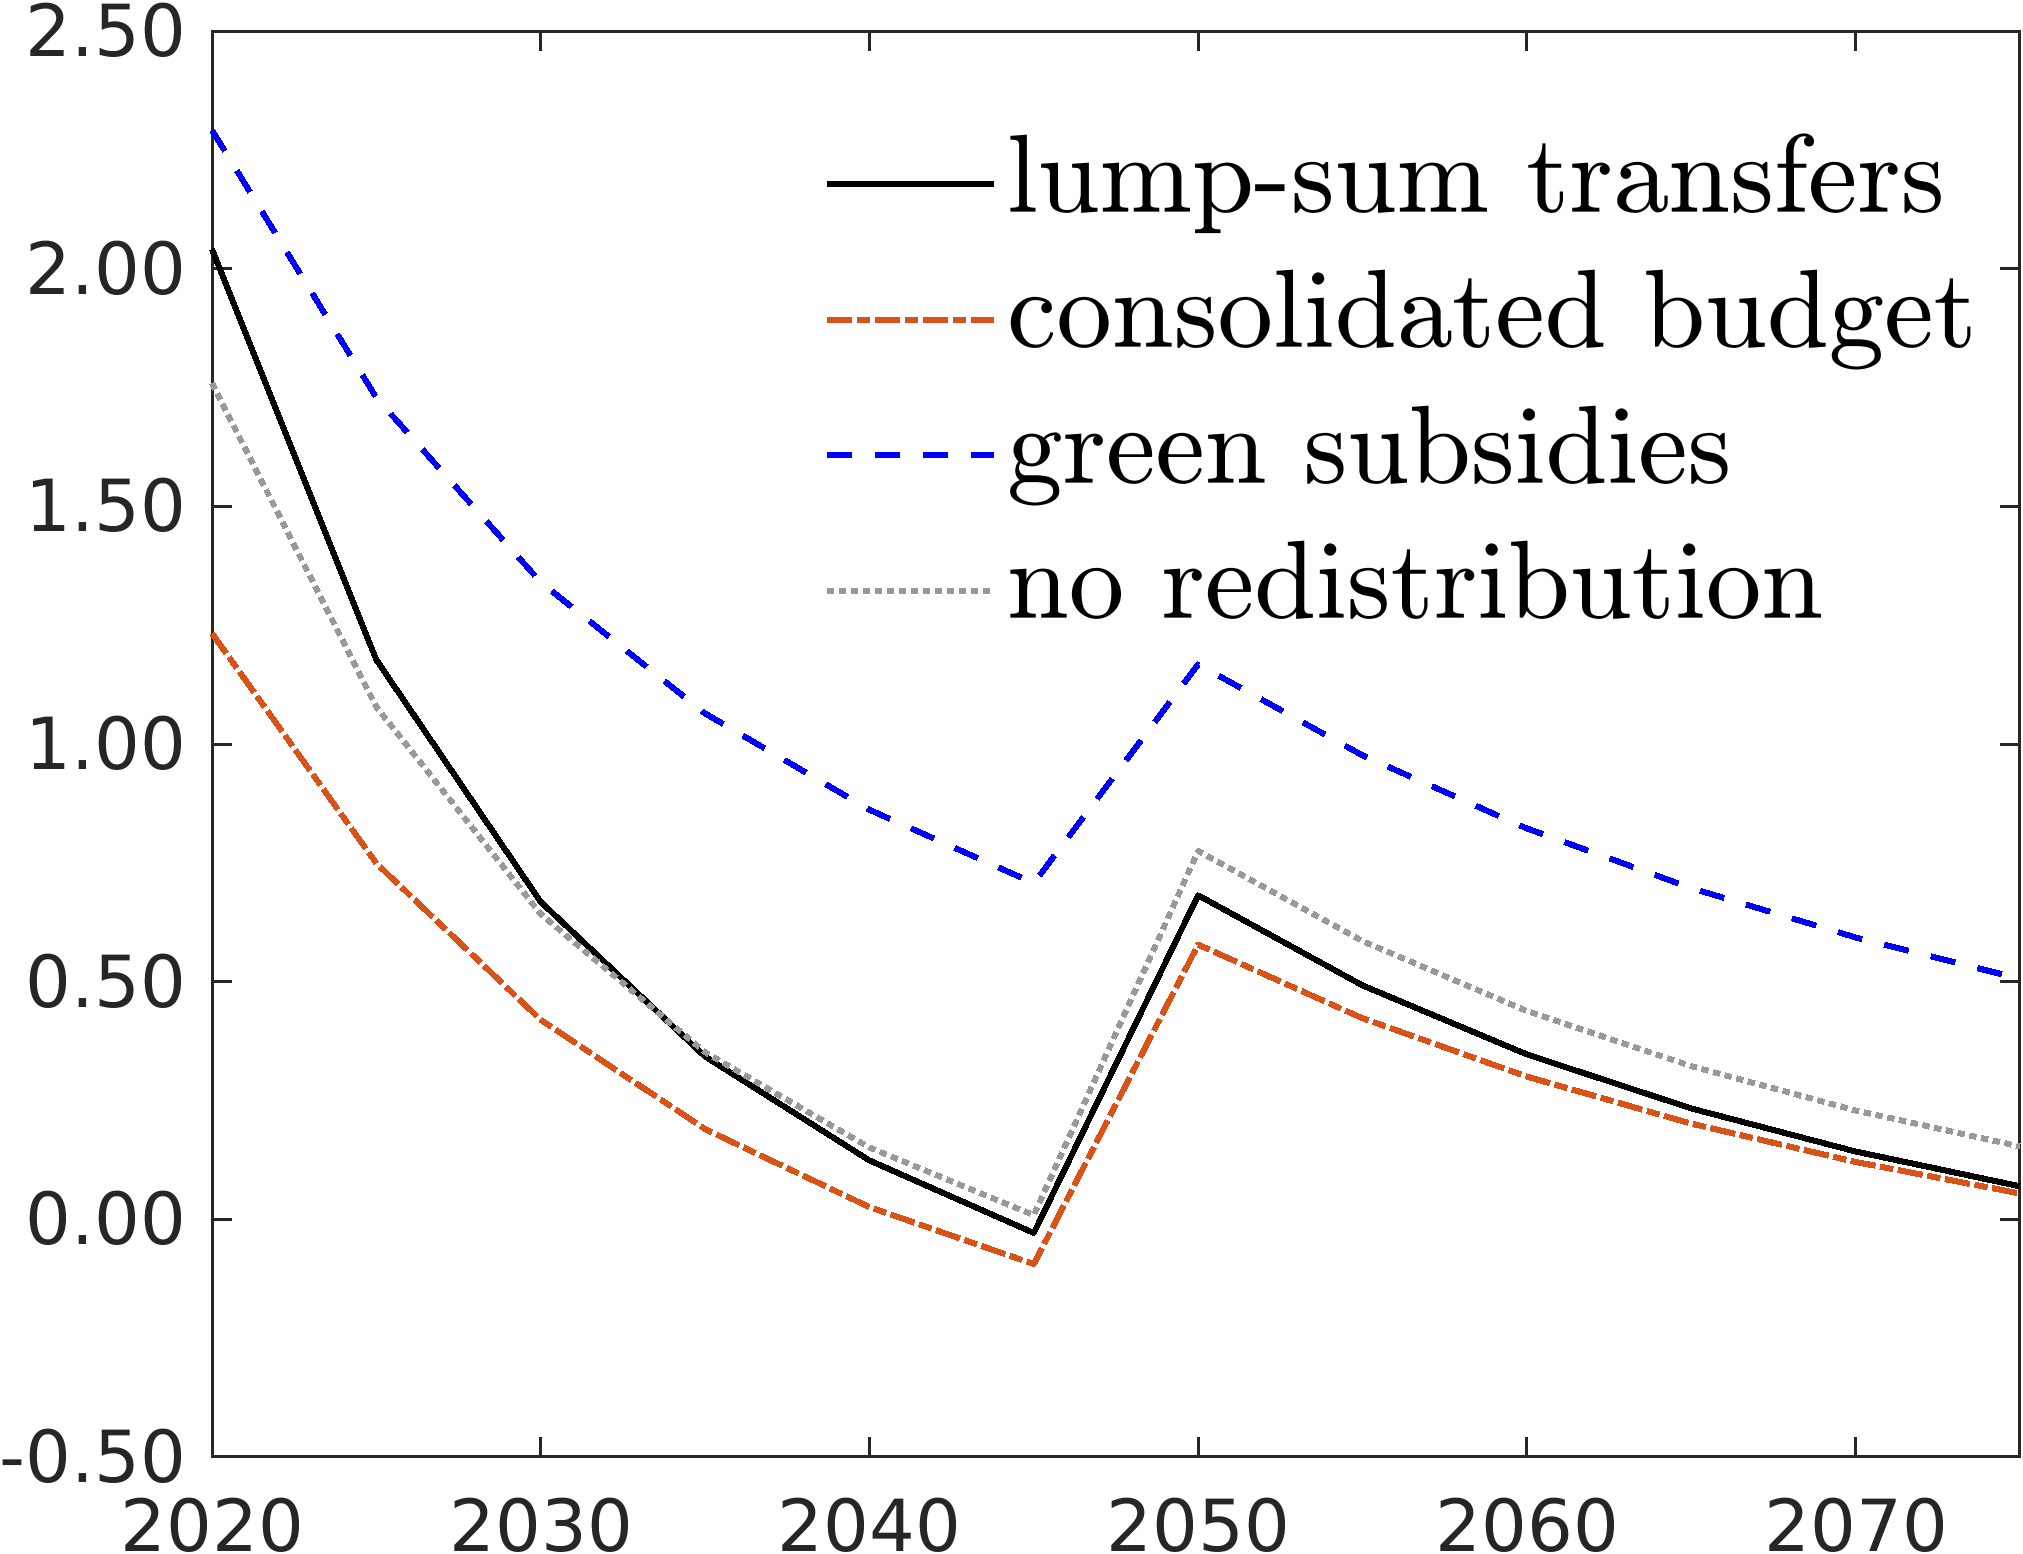 2.50
2.00
1.50
1.00
0.50
0.00
-0.50
lump-sum transfers
consolidated budget
green subsidies
no redistribution
2020 2030 2040 2050 2060 2070